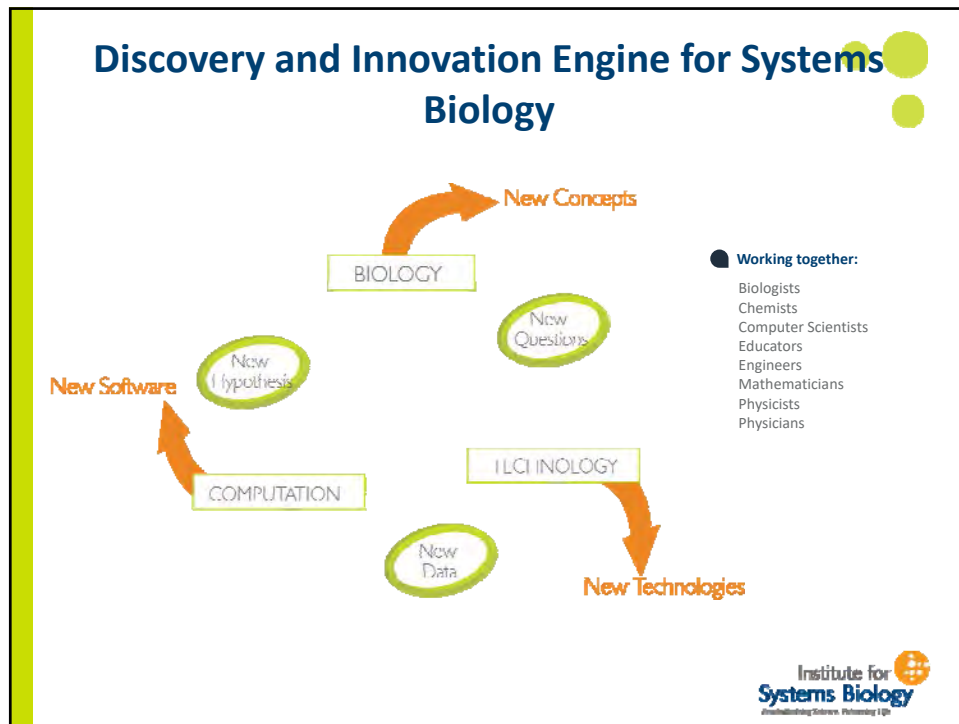 Discovery and Innovation Engine for Systems
Biology
New Concepts
BIOLOGY
New
Questions
New
Hypothesis
New Software
TECHNOLOGY
COMPUTATION
New
Data
New Technologies
Working together:
Biologists
Chemists
Computer Scientists
Educators
Engineers
Mathematicians
Physicists
Physicians
Institute for
Systems Biology